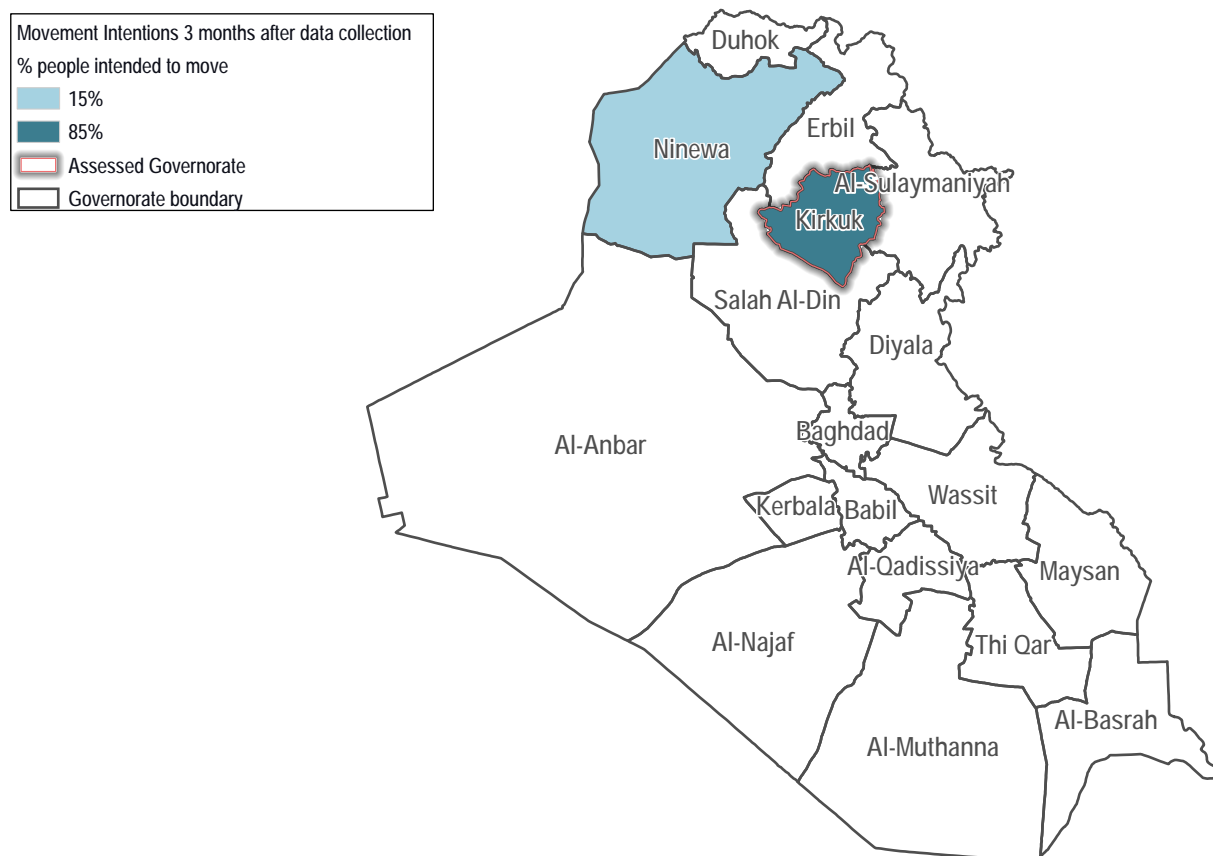 Movement Intentions 3 months after data collection
% people intended to move
15%
85%
Assessed Governorate
Governorate boundary
Duhok
Ninewa
Erbil
Al-Sulaymaniyah
Kirkuk
Salah Al-Din
Diyala
Baghdad
Al-Anbar
Wassit
Kerbala
Babil
Al-Qadissiya
Maysan
Al-Najaf
Thi Qar
Al-Basrah
Al-Muthanna